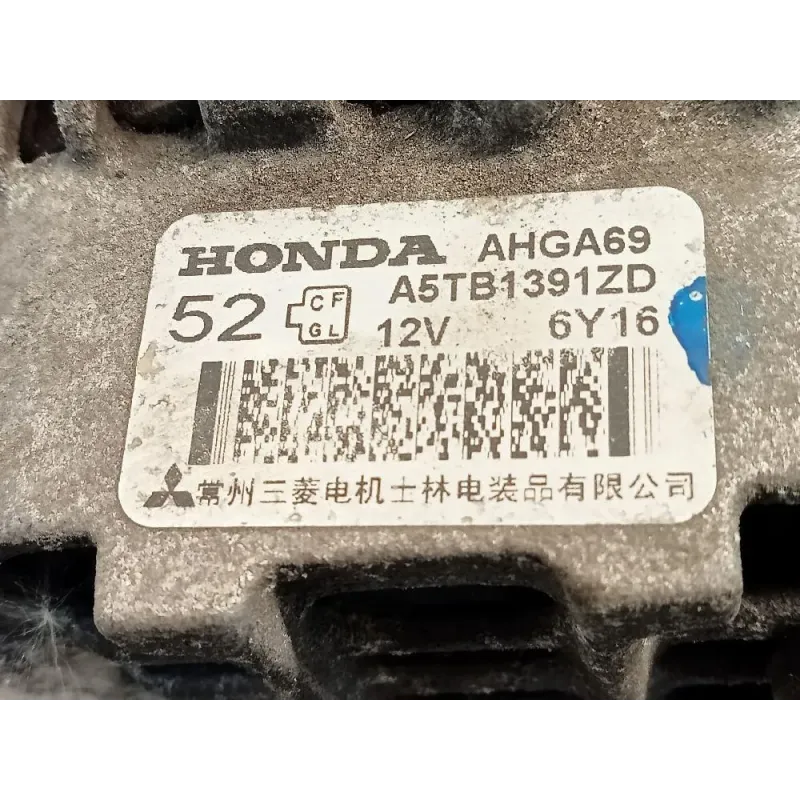 HONDA AHGA69
52 CF A5TB1391ZD
GL 12V 6Y16
常州三菱电机士林电装品有限公司